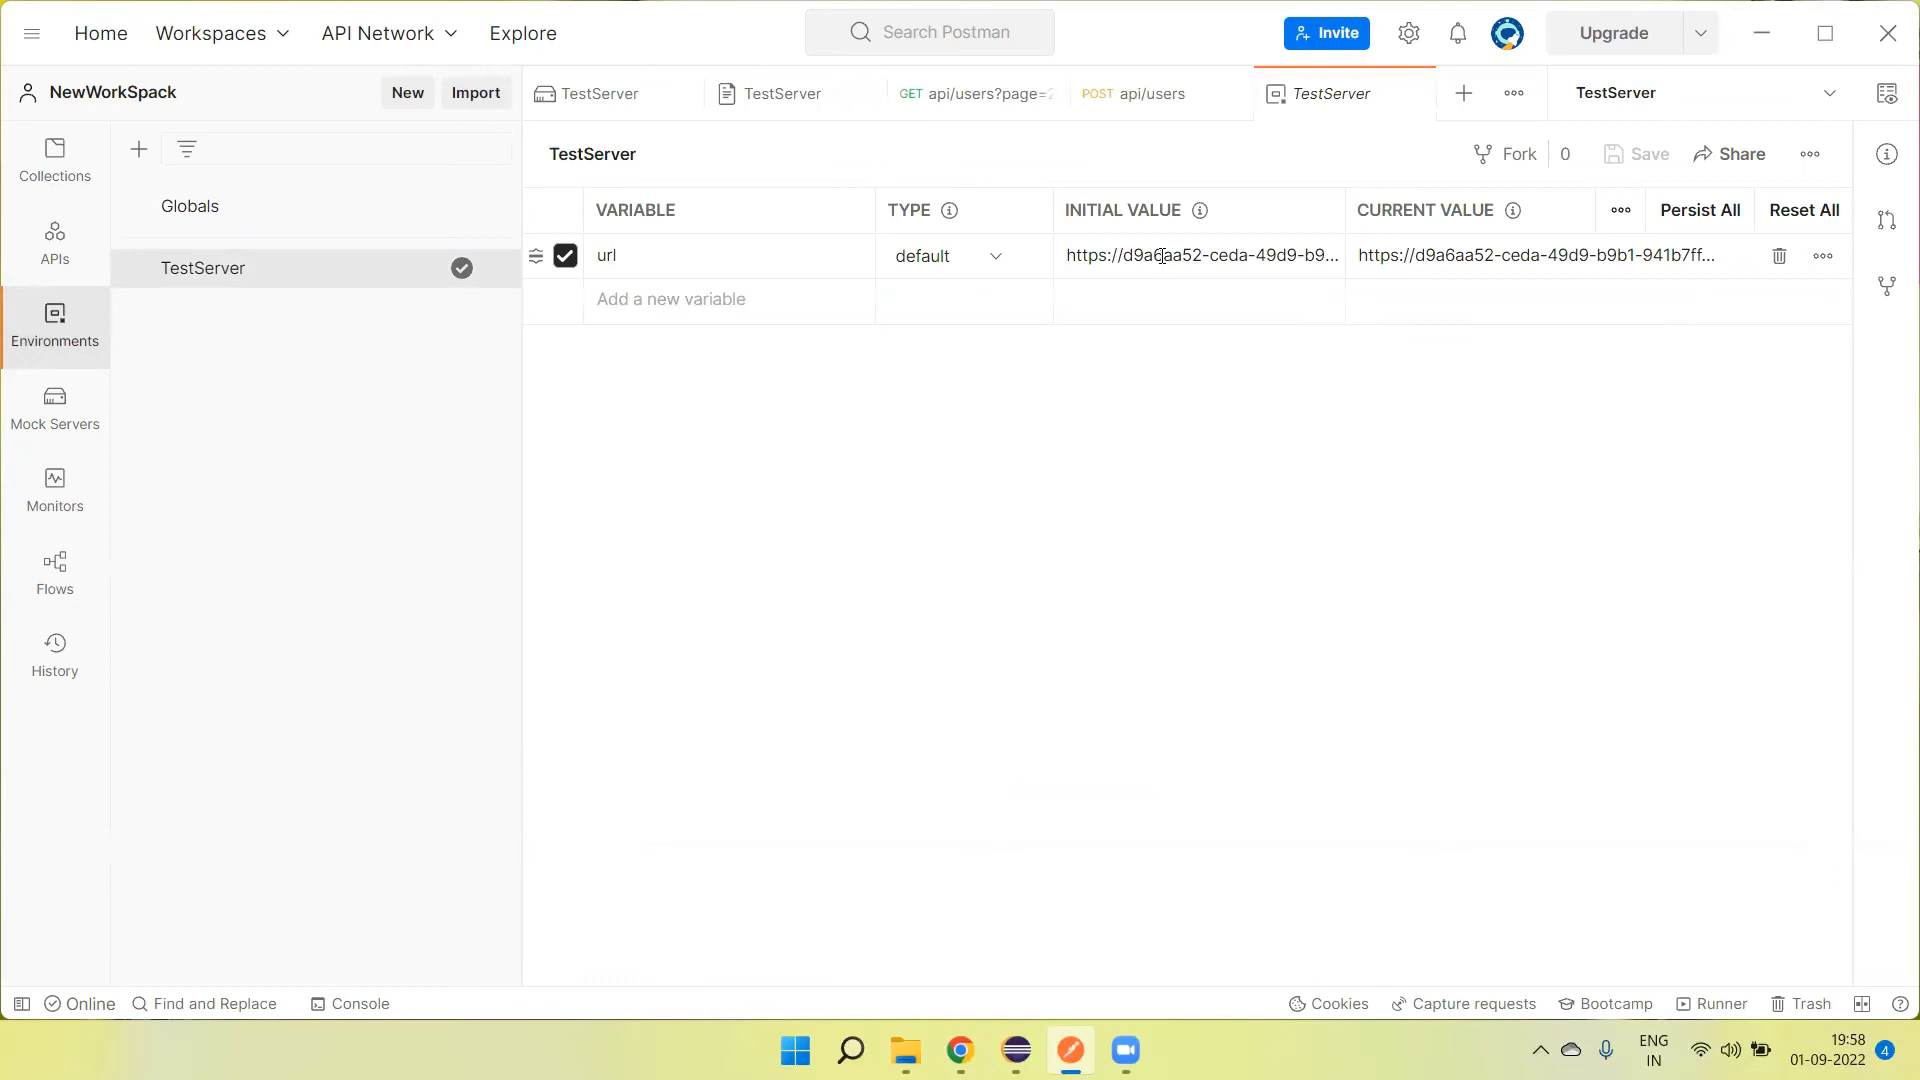 Home Workspaces API Network Explore Search Postman Invite Upgrade
NewWorkSpack New Import TestServer TestServer GET api/users?page= POST api/users TestServer TestServer
Collections
APIs
Environments
Mock Servers
Monitors
Flows
History
Globals
TestServer
TestServer Fork 0 Save Share
VARIABLE TYPE INITIAL VALUE CURRENT VALUE Persist All Reset All
url default https://d9a6aa52-ceda-49d9-b9... https://d9a6aa52-ceda-49d9-b9b1-941b7ff...
Add a new variable
Online Find and Replace Console Cookies Capture requests Bootcamp Runner Trash
ENG
IN
19:58
01-09-2022
4